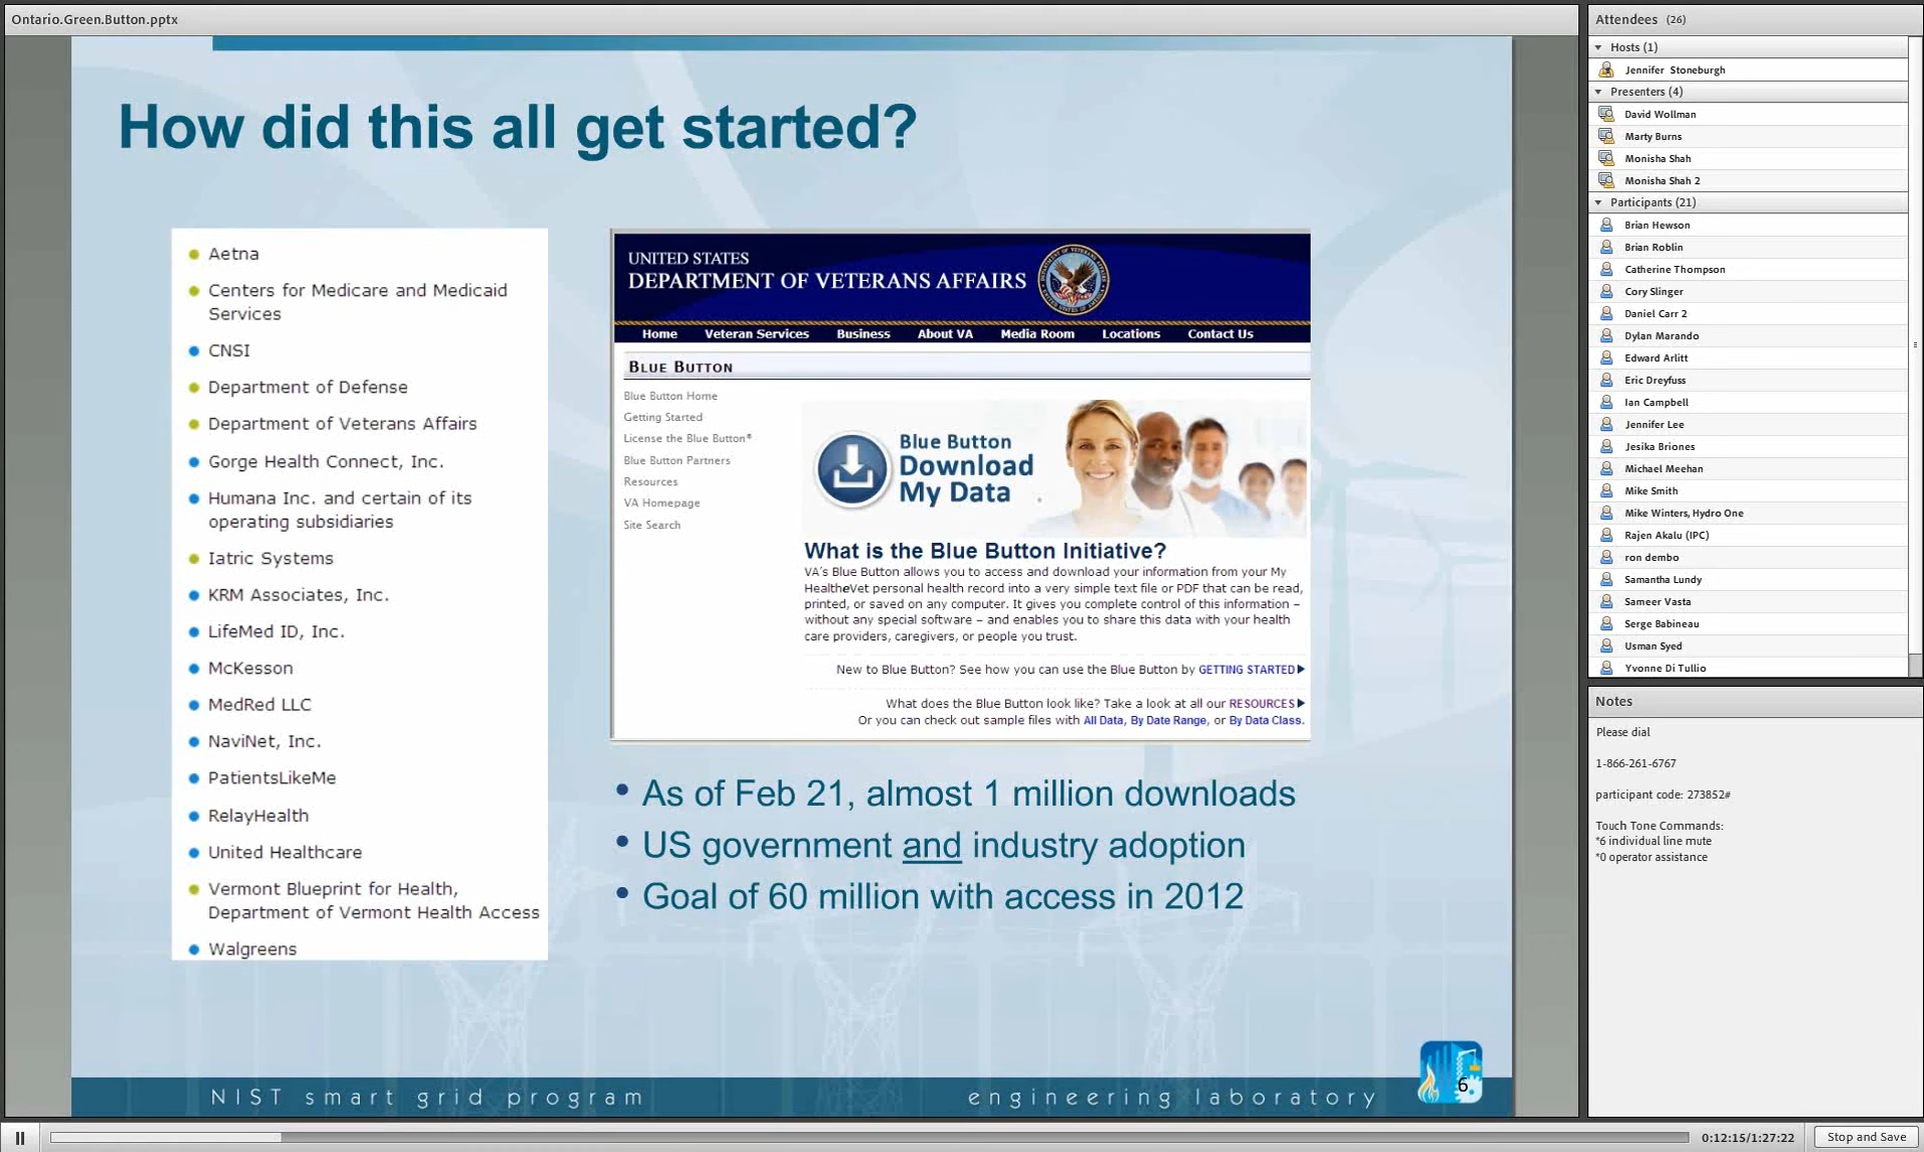 Ontario.Green.Button.pptx
How did this all get started?
Aetna
Centers for Medicare and Medicaid
Services
CNSI
Department of Defense
Department of Veterans Affairs
Gorge Health Connect, Inc.
Humana Inc. and certain of its
operating subsidiaries
Iatric Systems
KRM Associates, Inc.
LifeMed ID, Inc.
McKesson
MedRed LLC
NaviNet, Inc.
PatientsLikeMe
RelayHealth
United Healthcare
Vermont Blueprint for Health,
Department of Vermont Health Access
Walgreens
UNITED STATES
DEPARTMENT OF VETERANS AFFAIRS
Home Veteran Services Business About VA Media Room Locations Contact Us
BLUE BUTTON
Blue Button Home
Getting Started
License the Blue Button®
Blue Button Partners
Resources
VA Homepage
Site Search
Blue Button
Download
My Data
What is the Blue Button Initiative?
VA's Blue Button allows you to access and download your information from your My
HealtheVet personal health record into a very simple text file or PDF that can be read,
printed, or saved on any computer. It gives you complete control of this information –
without any special software – and enables you to share this data with your health
care providers, caregivers, or people you trust.
New to Blue Button? See how you can use the Blue Button by GETTING STARTED
What does the Blue Button look like? Take a look at all our RESOURCES
Or you can check out sample files with All Data, By Date Range, or By Data Class.
• As of Feb 21, almost 1 million downloads
• US government and industry adoption
• Goal of 60 million with access in 2012
NIST smart grid program
engineering laboratory
6
Attendees (26)
Hosts (1)
Jennifer Stoneburgh
Presenters (4)
David Wollman
Marty Burns
Monisha Shah
Monisha Shah 2
Participants (21)
Brian Hewson
Brian Roblin
Catherine Thompson
Cory Slinger
Daniel Carr 2
Dylan Marando
Edward Arlitt
Eric Dreyfuss
Ian Campbell
Jennifer Lee
Jesika Briones
Michael Meehan
Mike Smith
Mike Winters, Hydro One
Rajen Akalu (IPC)
ron dembo
Samantha Lundy
Sameer Vasta
Serge Babineau
Usman Syed
Yvonne Di Tullio
Notes
Please dial
1-866-261-6767
participant code: 273852#
Touch Tone Commands:
*6 individual line mute
*0 operator assistance
0:12:15/1:27:22
Stop and Save